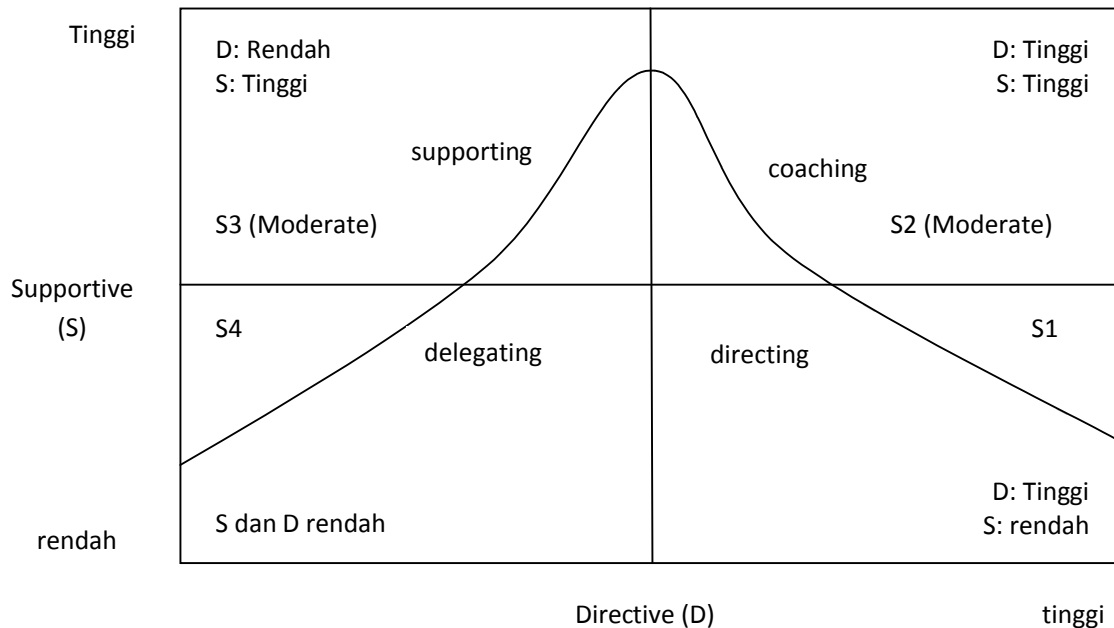 Tinggi
D: Rendah
S: Tinggi
D: Tinggi
S: Tinggi
supporting
coaching
S3 (Moderate)
S2 (Moderate)
Supportive
(S)
S4
S1
delegating
directing
D: Tinggi
S: rendah
S dan D rendah
rendah
Directive (D)
tinggi